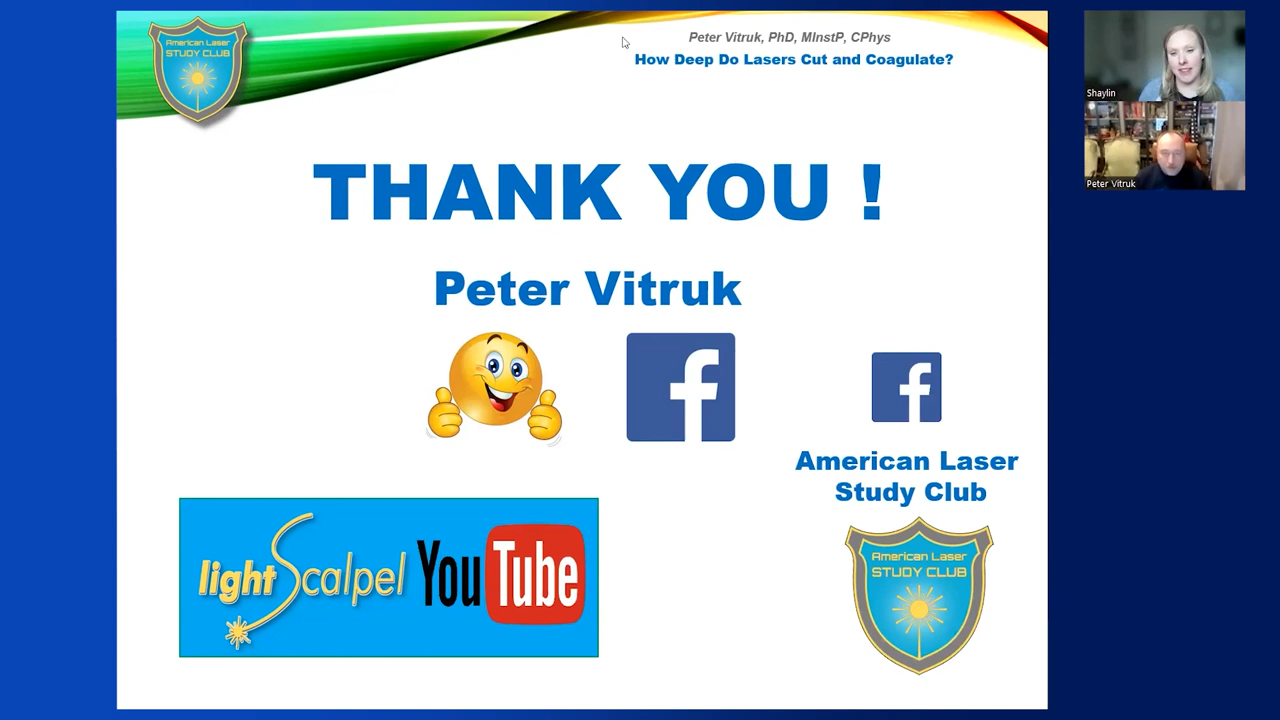 American Laser
STUDY CLUB
Peter Vitruk, PhD, MInstP, CPhys
How Deep Do Lasers Cut and Coagulate?
Shaylin
Peter Vitruk
THANK YOU !
Peter Vitruk
f
f
American Laser
Study Club
lightScalpel YouTube
American Laser
STUDY CLUB